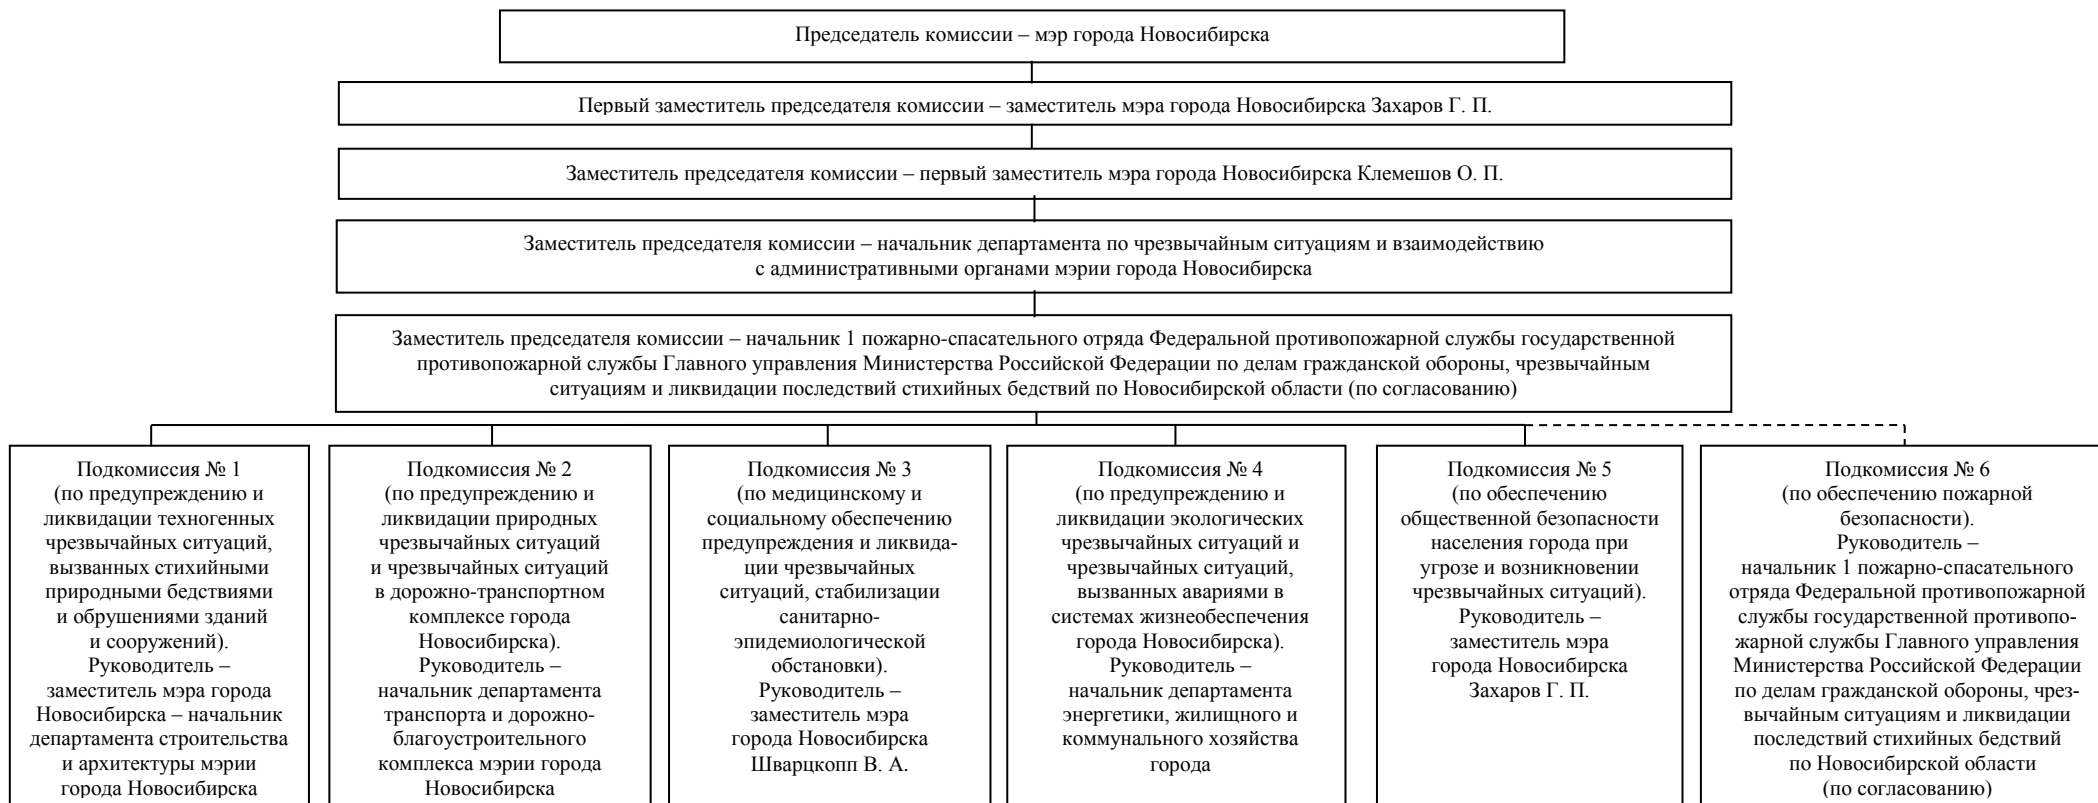 Председатель комиссии – мэр города Новосибирска
Первый заместитель председателя комиссии – заместитель мэра города Новосибирска Захаров Г. П.
Заместитель председателя комиссии – первый заместитель мэра города Новосибирска Клемешов О. П.
Заместитель председателя комиссии – начальник департамента по чрезвычайным ситуациям и взаимодействию
с административными органами мэрии города Новосибирска
Заместитель председателя комиссии – начальник 1 пожарно-спасательного отряда Федеральной противопожарной службы государственной
противопожарной службы Главного управления Министерства Российской Федерации по делам гражданской обороны, чрезвычайным
ситуациям и ликвидации последствий стихийных бедствий по Новосибирской области (по согласованию)
Подкомиссия № 1
(по предупреждению и
ликвидации техногенных
чрезвычайных ситуаций,
вызванных стихийными
природными бедствиями
и обрушениями зданий
и сооружений).
Руководитель –
заместитель мэра города
Новосибирска – начальник
департамента строительства
и архитектуры мэрии
города Новосибирска
Подкомиссия № 2
(по предупреждению и
ликвидации природных
чрезвычайных ситуаций
и чрезвычайных ситуаций
в дорожно-транспортном
комплексе города
Новосибирска).
Руководитель –
начальник департамента
транспорта и дорожно-
благоустроительного
комплекса мэрии города
Новосибирска
Подкомиссия № 3
(по медицинскому и
социальному обеспечению
предупреждения и ликвида-
ции чрезвычайных
ситуаций, стабилизации
санитарно-
эпидемиологической
обстановки).
Руководитель –
заместитель мэра
города Новосибирска
Шварцкопп В. А.
Подкомиссия № 4
(по предупреждению и
ликвидации экологических
чрезвычайных ситуаций и
чрезвычайных ситуаций,
вызванных авариями в
системах жизнеобеспечения
города Новосибирска).
Руководитель –
начальник департамента
энергетики, жилищного и
коммунального хозяйства
города
Подкомиссия № 5
(по обеспечению
общественной безопасности
населения города при
угрозе и возникновении
чрезвычайных ситуаций).
Руководитель –
заместитель мэра
города Новосибирска
Захаров Г. П.
Подкомиссия № 6
(по обеспечению пожарной
безопасности).
Руководитель –
начальник 1 пожарно-спасательного
отряда Федеральной противопожарной
службы государственной противопо-
жарной службы Главного управления
Министерства Российской Федерации
по делам гражданской обороны, чрез-
вычайным ситуациям и ликвидации
последствий стихийных бедствий
по Новосибирской области
(по согласованию)